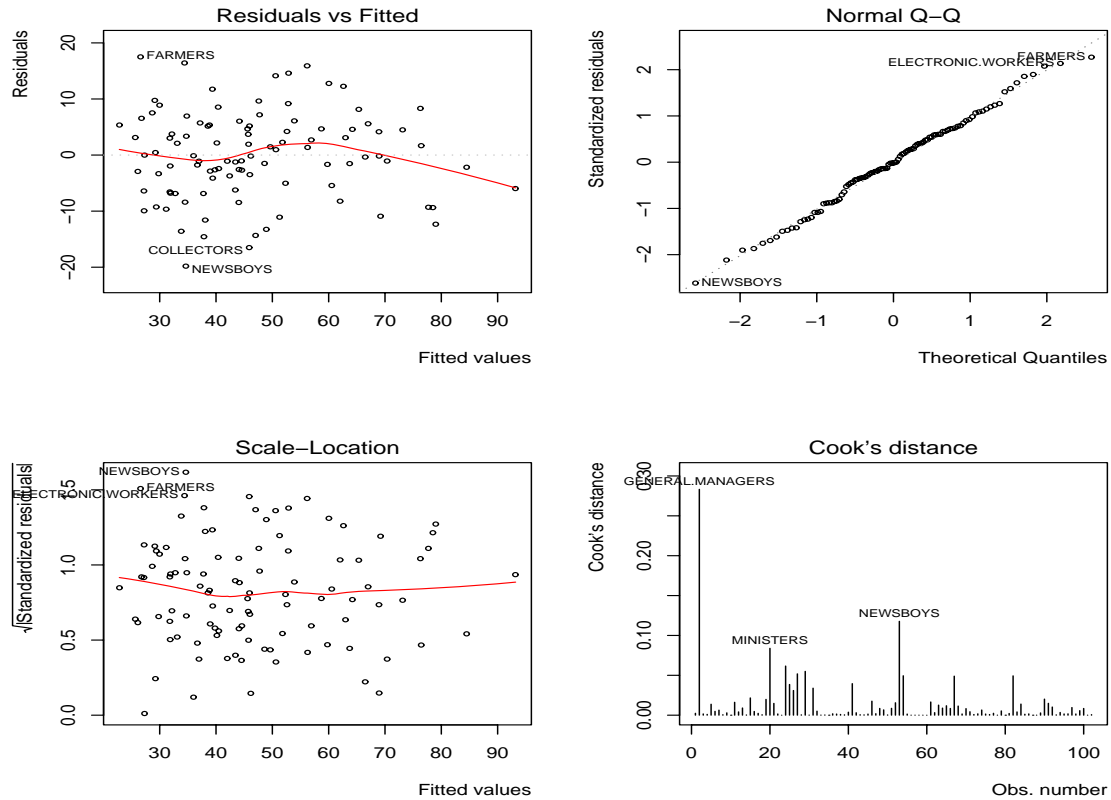 Residuals vs Fitted
Residuals
20
10
0
−10
−20
FARMERS
COLLECTORS
NEWSBOYS
30 40 50 60 70 80 90
Fitted values
Normal Q−Q
Standardized residuals
2
1
0
−1
−2
FARMERS
ELECTRONIC.WORKERS
NEWSBOYS
−2 −1 0 1 2
Theoretical Quantiles
Scale−Location
√|Standardized residuals|
1.5
1.0
0.5
0.0
NEWSBOYS
FARMERS
ELECTRONIC.WORKERS
30 40 50 60 70 80 90
Fitted values
Cook's distance
Cook's distance
0.30
0.20
0.10
0.00
GENERAL.MANAGERS
NEWSBOYS
MINISTERS
0 20 40 60 80 100
Obs. number